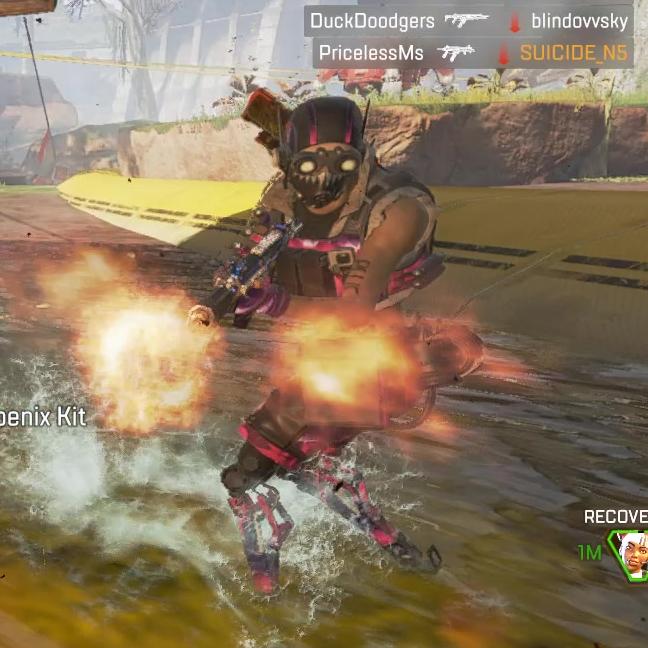 DuckDoodgers blindovvsky
PricelessMs SUICIDE_N5
oenix Kit
RECOVE
1M